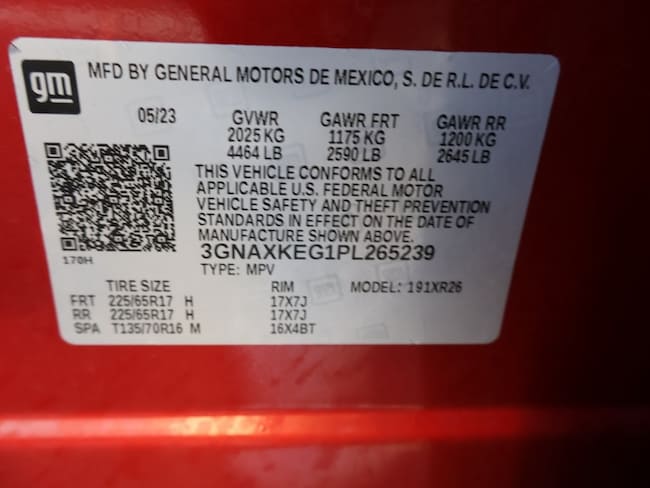 gm
MFD BY GENERAL MOTORS DE MEXICO, S. DE R.L. DE C.V.
05/23 GVWR GAWR FRT GAWR RR
2025 KG 1175 KG 1200 KG
4464 LB 2590 LB 2645 LB
THIS VEHICLE CONFORMS TO ALL
APPLICABLE U.S. FEDERAL MOTOR
VEHICLE SAFETY AND THEFT PREVENTION
STANDARDS IN EFFECT ON THE DATE OF
MANUFACTURE SHOWN ABOVE.
170H 3GNAXKEG1PL265239
TYPE: MPV
TIRE SIZE RIM MODEL: 191XR26
FRT 225/65R17 H 17X7J
RR 225/65R17 H 17X7J
SPA T135/70R16 M 16X4BT